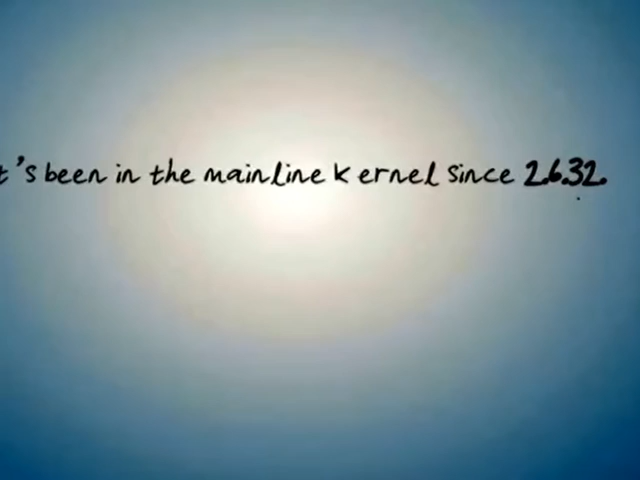 t's been in the mainline kernel since 2.6.32.